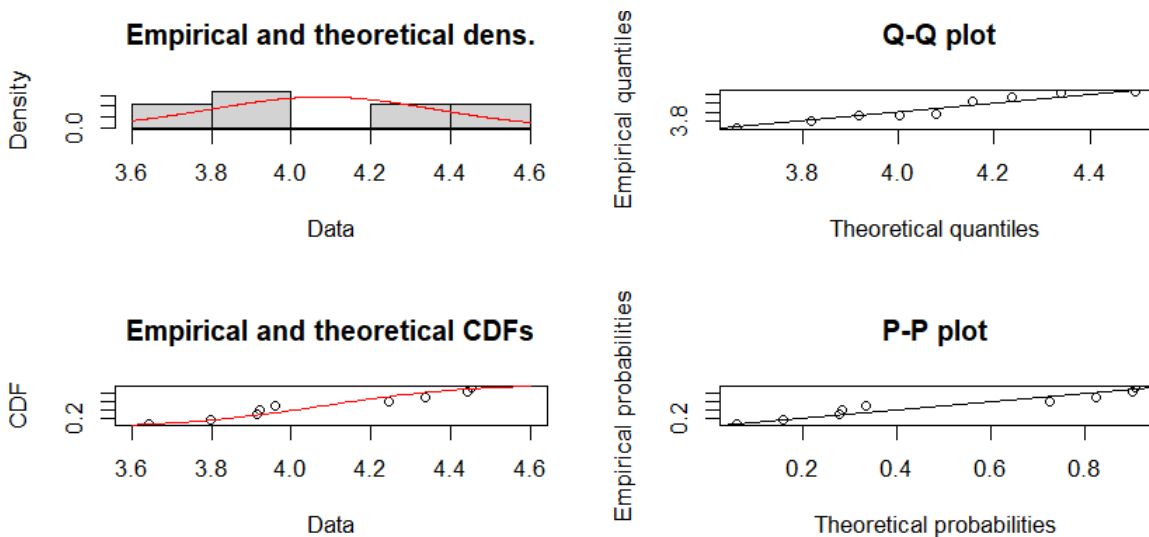 Empirical and theoretical dens.
Density
0.0
3.6 3.8 4.0 4.2 4.4 4.6
Data
Q-Q plot
Empirical quantiles
3.8
3.8 4.0 4.2 4.4
Theoretical quantiles
Empirical and theoretical CDFs
CDF
0.2
3.6 3.8 4.0 4.2 4.4 4.6
Data
P-P plot
Empirical probabilities
0.2
0.2 0.4 0.6 0.8
Theoretical probabilities